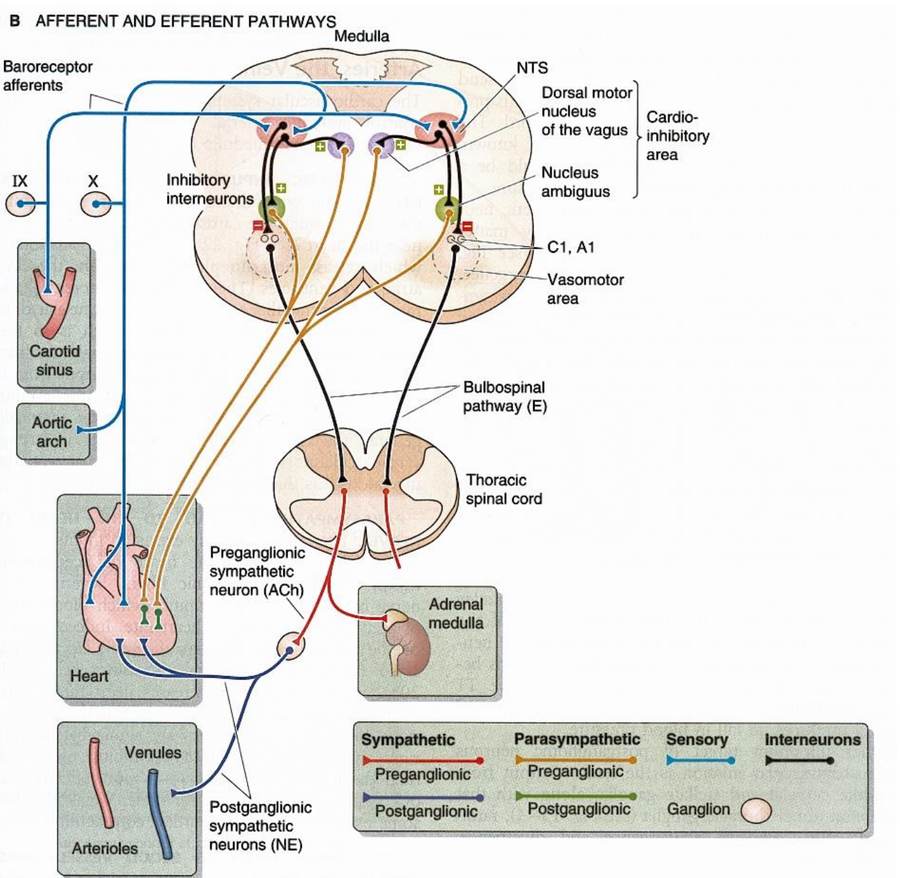 B AFFERENT AND EFFERENT PATHWAYS
Medulla
Baroreceptor
afferents
NTS
Dorsal motor
nucleus
of the vagus
Cardio-
inhibitory
area
IX
X
Inhibitory
interneurons
Nucleus
ambiguus
C1, A1
Vasomotor
area
Carotid
sinus
Aortic
arch
Bulbospinal
pathway (E)
Thoracic
spinal cord
Preganglionic
sympathetic
neuron (ACh)
Adrenal
medulla
Heart
Venules
Arterioles
Postganglionic
sympathetic
neurons (NE)
Sympathetic
Preganglionic
Postganglionic
Parasympathetic
Preganglionic
Postganglionic
Sensory
Ganglion
Interneurons